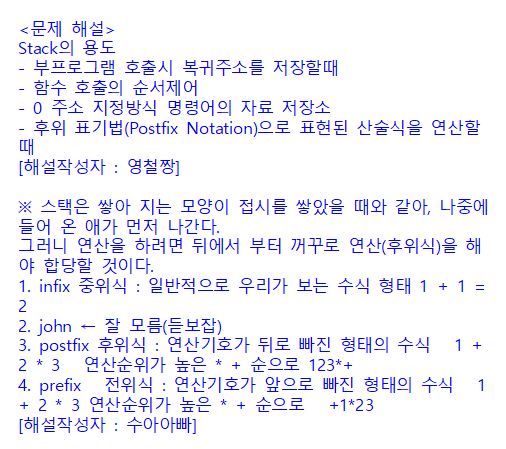 <문제 해설>
Stack의 용도
- 부프로그램 호출시 복귀주소를 저장할때
- 함수 호출의 순서제어
- 0 주소 지정방식 명령어의 자료 저장소
- 후위 표기법(Postfix Notation)으로 표현된 산술식을 연산할
때
[해설작성자 : 영철짱]

※ 스택은 쌓아 지는 모양이 접시를 쌓았을 때와 같아, 나중에
들어 온 애가 먼저 나간다.
그러니 연산을 하려면 뒤에서 부터 꺼꾸로 연산(후위식)을 해
야 합당할 것이다.
1. infix 중위식 : 일반적으로 우리가 보는 수식 형태 1 + 1 =
2
2. john ← 잘 모름(듣보잡)
3. postfix 후위식 : 연산기호가 뒤로 빠진 형태의 수식 1 +
2 * 3 연산순위가 높은 * + 순으로 123*+
4. prefix 전위식 : 연산기호가 앞으로 빠진 형태의 수식 1
+ 2 * 3 연산순위가 높은 * + 순으로 +1*23
[해설작성자 : 수아아빠]